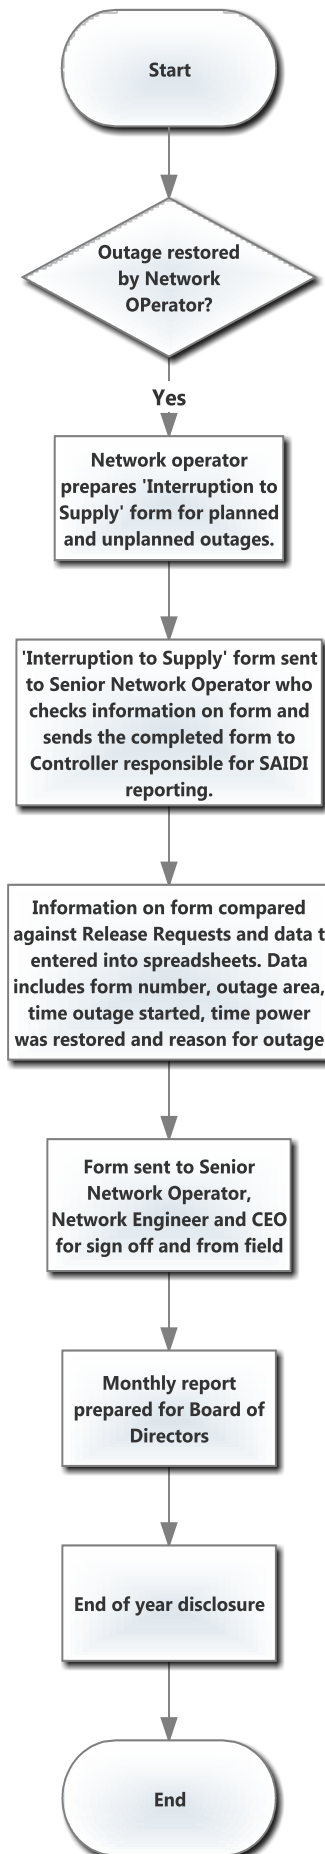 Start
Outage restored
by Network
OPerator?
Yes
Network operator
prepares 'Interruption to
Supply' form for planned
and unplanned outages.
'Interruption to Supply' form sent
to Senior Network Operator who
checks information on form and
sends the completed form to
Controller responsible for SAIDI
reporting.
Information on form compared
against Release Requests and data t
entered into spreadsheets. Data
includes form number, outage area,
time outage started, time power
was restored and reason for outage
Form sent to Senior
Network Operator,
Network Engineer and CEO
for sign off and from field
Monthly report
prepared for Board of
Directors
End of year disclosure
End